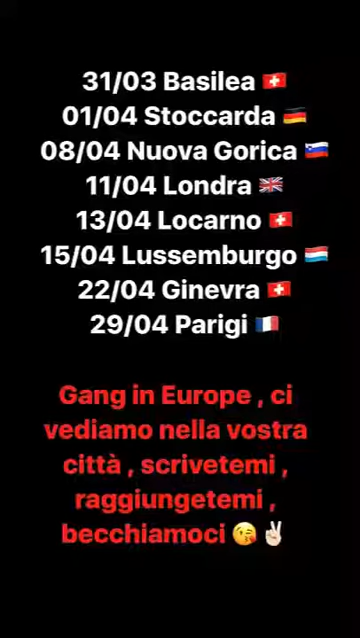 31/03 Basilea 🇨🇭
01/04 Stoccarda 🇩🇪
08/04 Nuova Gorica 🇸🇮
11/04 Londra 🇬🇧
13/04 Locarno 🇨🇭
15/04 Lussemburgo 🇱🇺
22/04 Ginevra 🇨🇭
29/04 Parigi 🇫🇷
Gang in Europe , ci
vediamo nella vostra
città , scrivetemi ,
raggiungetemi ,
becchiamoci 😘✌🏻